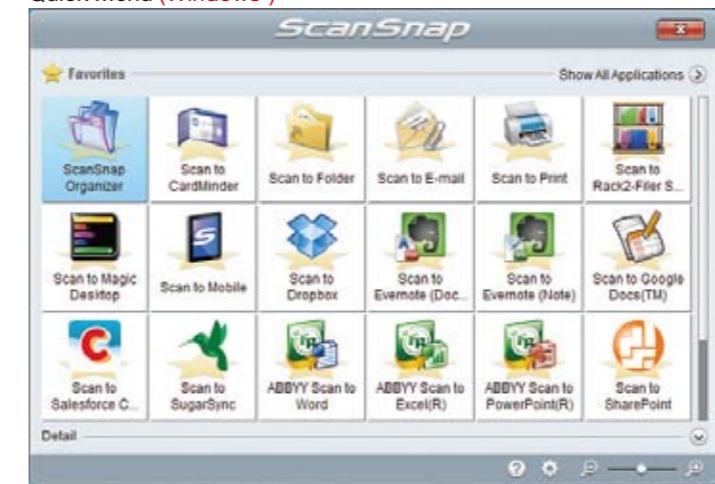 Quick Menu (Windows®)
ScanSnap
Favorites
Show All Applications
ScanSnap
Organizer
Scan to
CardMinder
Scan to Folder
Scan to E-mail
Scan to Print
Scan to
Rack2-Filer S...
Scan to Magic
Desktop
Scan to Mobile
Scan to
Dropbox
Scan to
Evernote (Doc...
Scan to
Evernote (Note)
Scan to Google
Docs(TM)
Scan to
Salesforce C...
Scan to
SugarSync
ABBYY Scan to
Word
ABBYY Scan to
Excel(R)
ABBYY Scan to
PowerPoint(R)
Scan to
SharePoint
Detail